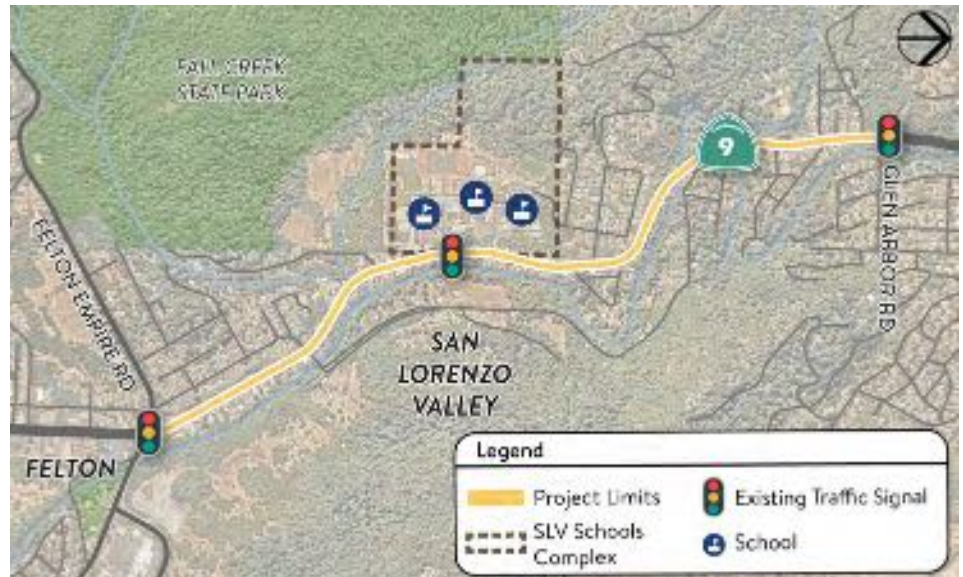 FALL CREEK
STATE PARK
9
GLEN ARBOR RD
FELTON EMPIRE RD
SAN
LORENZO
VALLEY
FELTON
Legend
Project Limits
Existing Traffic Signal
SLV Schools
Complex
School